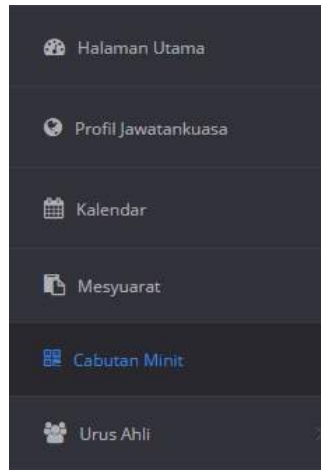 Halaman Utama
Profil Jawatankuasa
Kalendar
Mesyuarat
Cabutan Minit
Urus Ahli